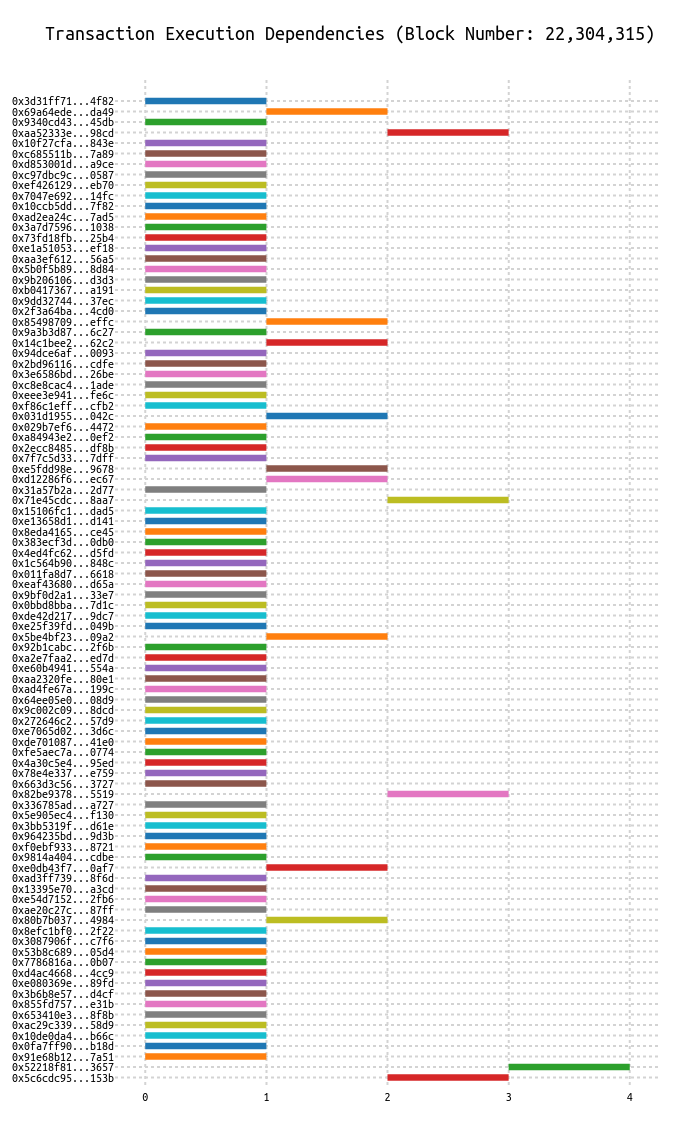 Transaction Execution Dependencies (Block Number: 22,304,315)
0x3d31ff71...4f82
0x69a64ede...da49
0x9340cd43...45db
0xaa52333e...98cd
0x10f27cfa...843e
0xc685511b...7a89
0xd853001d...a9ce
0xc97dbc9c...0587
0xef426129...eb70
0x7047e692...14fc
0x10ccb5dd...7f82
0xad2ea24c...7ad5
0x3a7d7596...1038
0x73fd18fb...25b4
0xe1a51053...ef18
0xaa3ef612...56a5
0x5b0f5b89...8d84
0x9b206106...d3d3
0xb0417367...a191
0x9dd32744...37ec
0x2f3a64ba...4cd0
0x85498709...effc
0x9a3b3d87...6c27
0x14c1bee2...62c2
0x94dce6af...0093
0x2bd96116...cdfe
0x3e6586bd...26be
0xc8e8cac4...1ade
0xeee3e941...fe6c
0xf86c1eff...cfb2
0x031d1955...042c
0x029b7ef6...4472
0xa84943e2...0ef2
0x2ecc8485...df8b
0x7f7c5d33...7dff
0xe5fdd98e...9678
0xd12286f6...ec67
0x31a57b2a...2d77
0x71e45cdc...8aa7
0x15106fc1...dad5
0xe13658d1...d141
0x8eda4165...ce45
0x383ecf3d...0db0
0x4ed4fc62...d5fd
0x1c564b90...848c
0x011fa8d7...6618
0xeaf43680...d65a
0x9bf0d2a1...33e7
0x0bbd8bba...7d1c
0xde42d217...9dc7
0xe25f39fd...049b
0x5be4bf23...09a2
0x92b1cabc...2f6b
0xa2e7faa2...ed7d
0xe60b4941...554a
0xaa2320fe...80e1
0xad4fe67a...199c
0x64ee05e0...08d9
0x9c002c09...8dcd
0x272646c2...57d9
0xe7065d02...3d6c
0xde701087...41e0
0xfe5aec7a...0774
0x4a30c5e4...95ed
0x78e4e337...e759
0x663d3c56...3727
0x82be9378...5519
0x336785ad...a727
0x5e905ec4...f130
0x3bb5319f...d61e
0x964235bd...9d3b
0xf0ebf933...8721
0x9814a404...cdbe
0xe0db43f7...0af7
0xad3ff739...8f6d
0x13395e70...a3cd
0xe54d7152...2fb6
0xae20c27c...87ff
0x80b7b037...4984
0x8efc1bf0...2f22
0x3087906f...c7f6
0x53b8c689...05d4
0x7786816a...0b07
0xd4ac4668...4cc9
0xe080369e...89fd
0x3b6b8e57...d4cf
0x855fd757...e31b
0x653410e3...8f8b
0xac29c339...58d9
0x10de0da4...b66c
0x0fa7ff90...b18d
0x91e68b12...7a51
0x52218f81...3657
0x5c6cdc95...153b
0 1 2 3 4